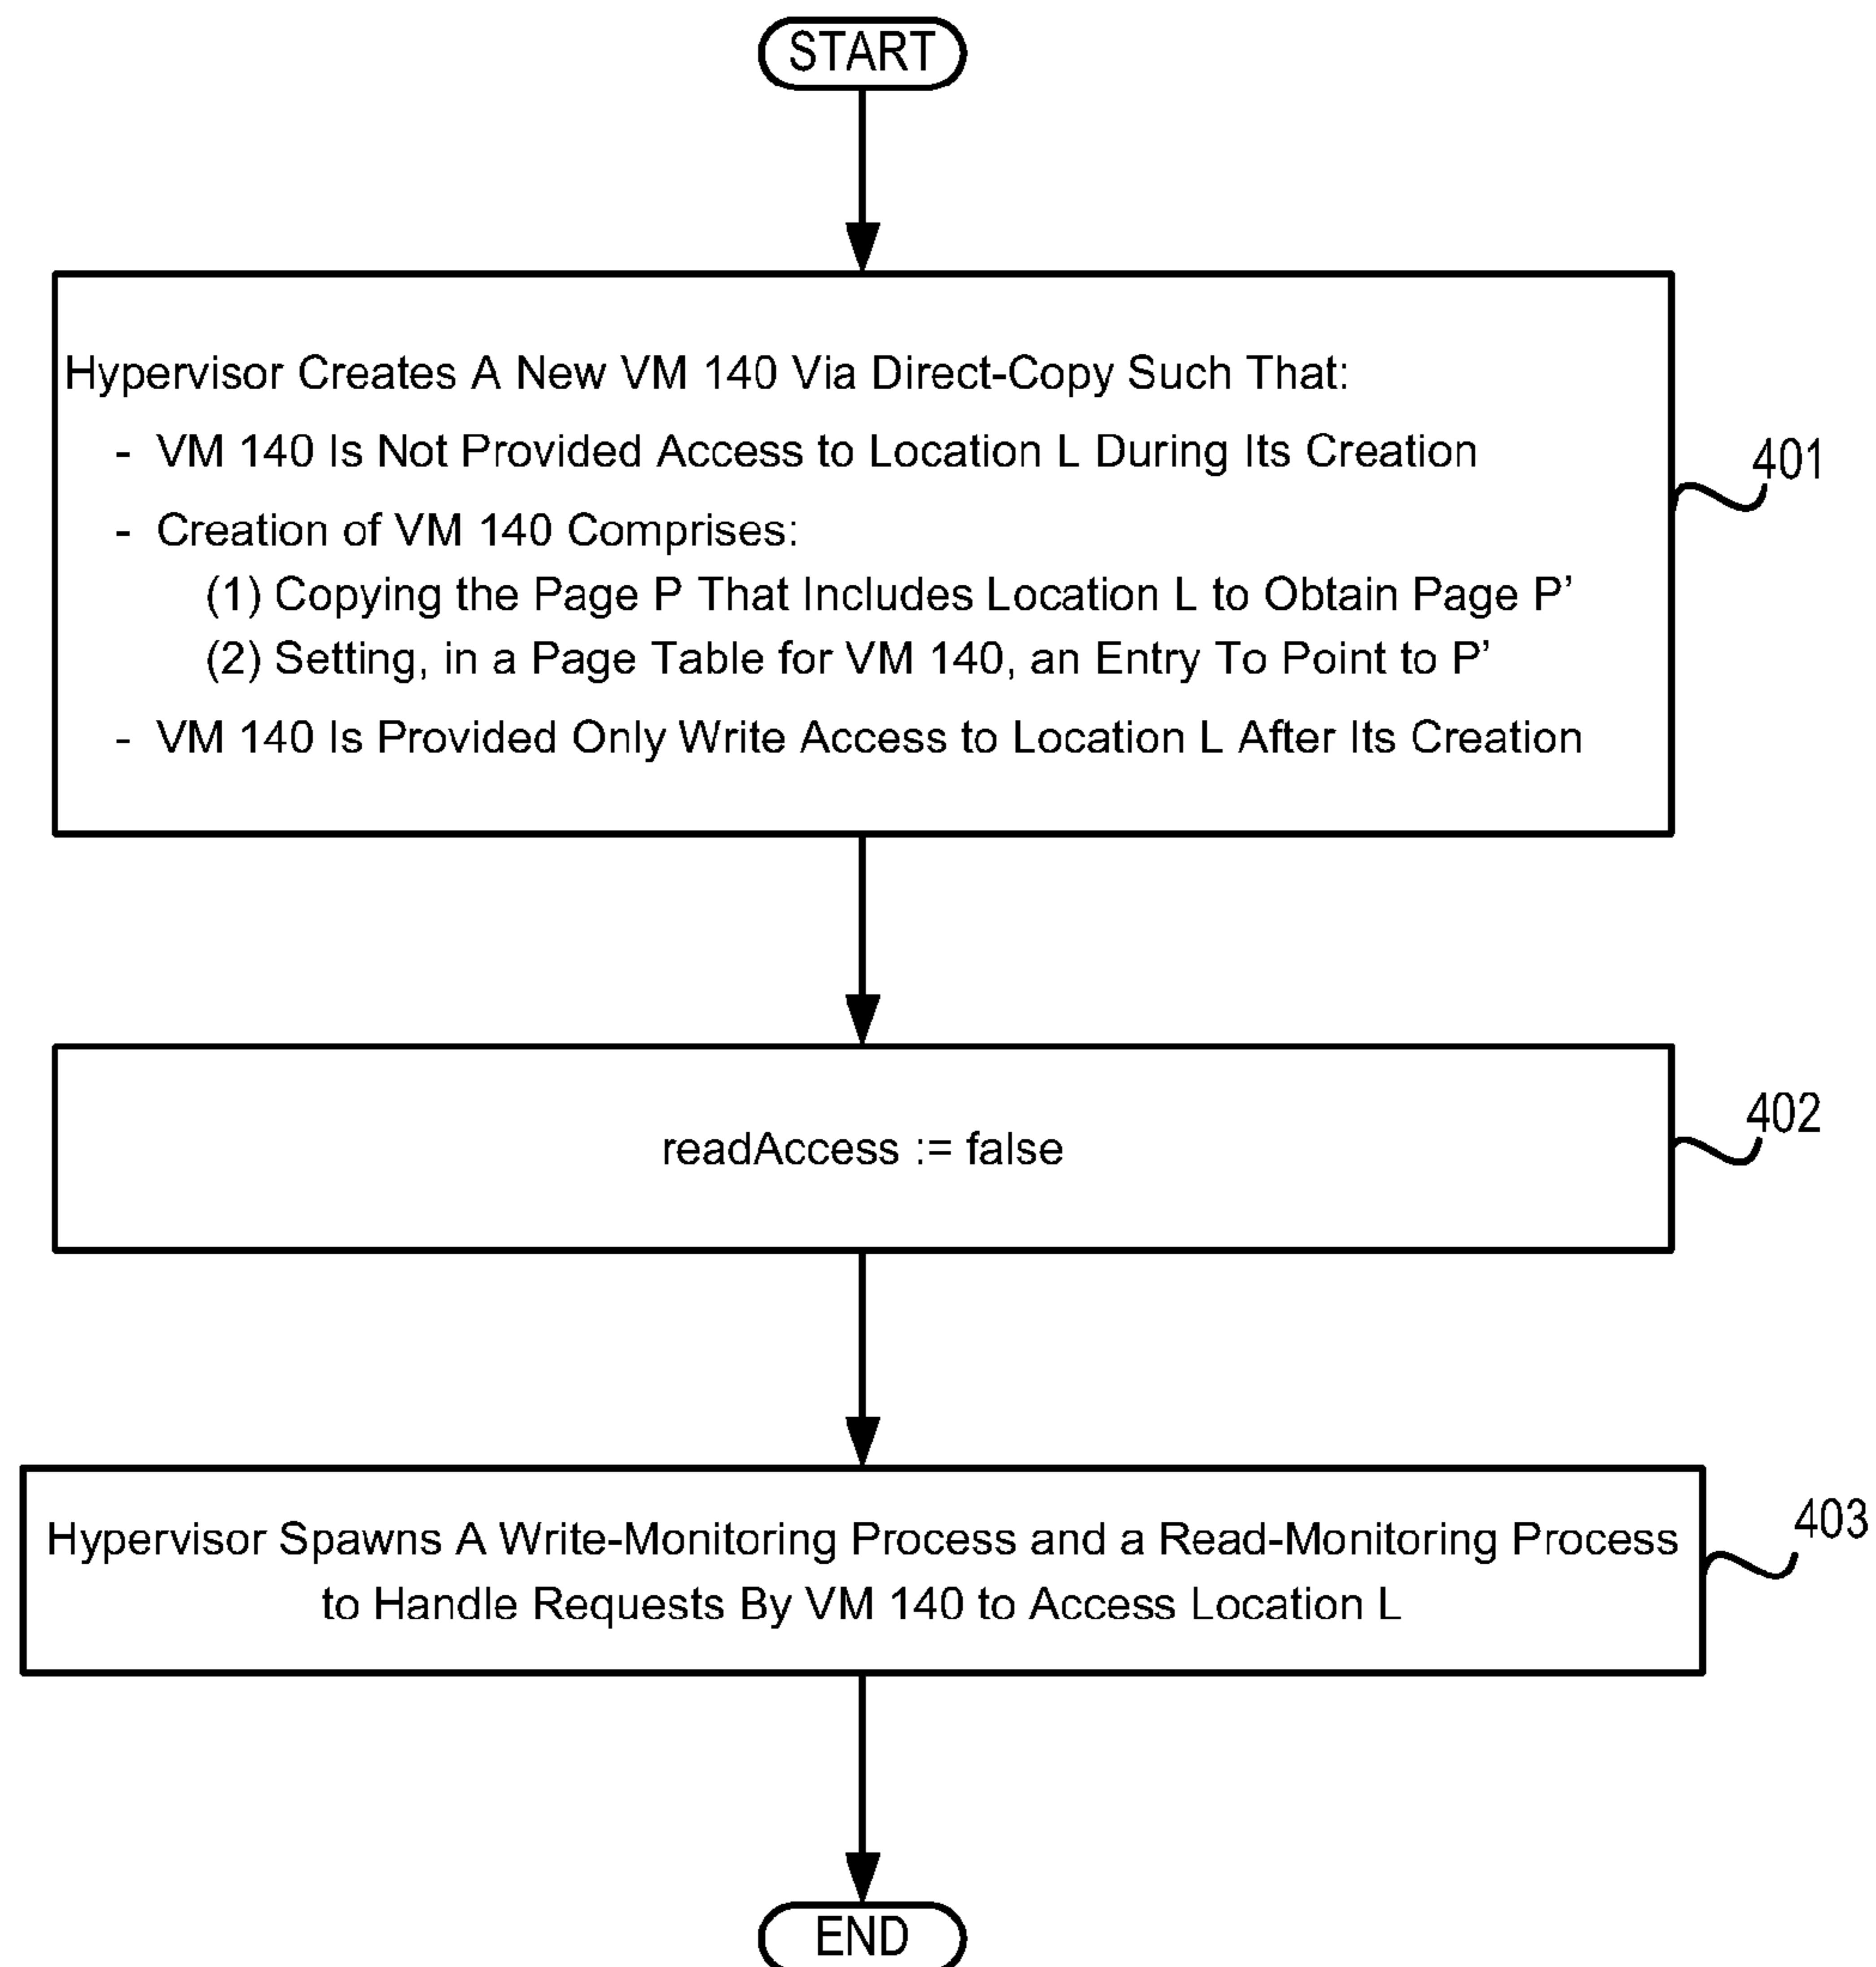 START
Hypervisor Creates A New VM 140 Via Direct-Copy Such That:
- VM 140 Is Not Provided Access to Location L During Its Creation
401
- Creation of VM 140 Comprises:
(1) Copying the Page P That Includes Location L to Obtain Page P’
(2) Setting, in a Page Table for VM 140, an Entry To Point to P’
- VM 140 Is Provided Only Write Access to Location L After Its Creation
readAccess := false
402
Hypervisor Spawns A Write-Monitoring Process and a Read-Monitoring Process
to Handle Requests By VM 140 to Access Location L
403
END